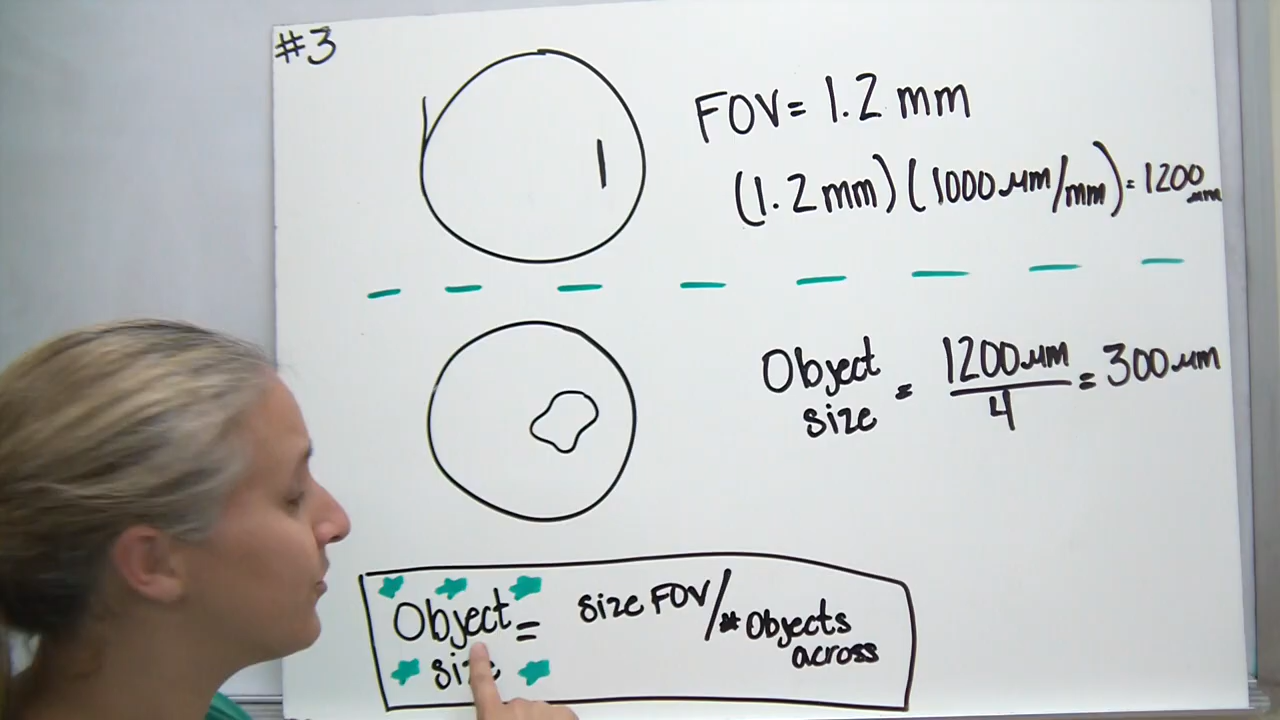 #3
FOV = 1.2 mm
(1.2 mm) (1000 µm/mm) = 1200 µm
Object size = 1200 µm / 4 = 300 µm
Object size = size FOV / # Objects across